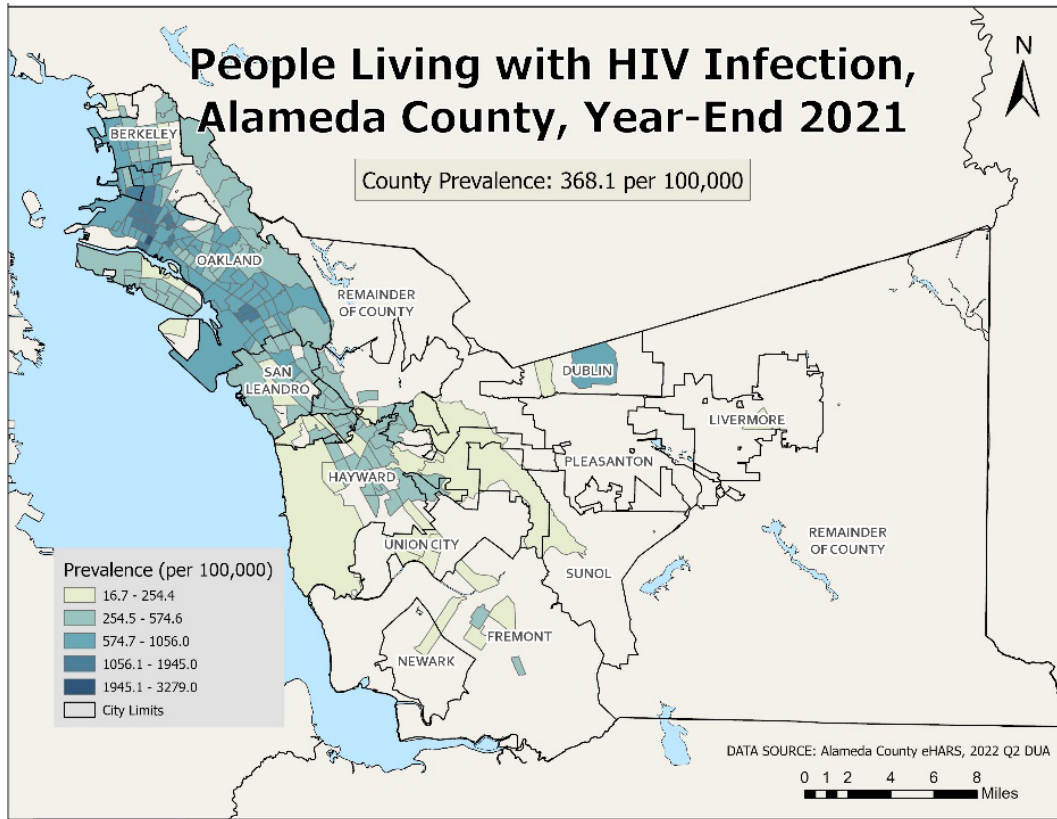 People Living with HIV Infection,
Alameda County, Year-End 2021
N
County Prevalence: 368.1 per 100,000
BERKELEY
OAKLAND
REMAINDER
OF COUNTY
SAN
LEANDRO
DUBLIN
LIVERMORE
PLEASANTON
HAYWARD
UNION CITY
SUNOL
REMAINDER
OF COUNTY
FREMONT
NEWARK
Prevalence (per 100,000)
16.7 - 254.4
254.5 - 574.6
574.7 - 1056.0
1056.1 - 1945.0
1945.1 - 3279.0
City Limits
DATA SOURCE: Alameda County eHARS, 2022 Q2 DUA
0 1 2 4 6 8
Miles